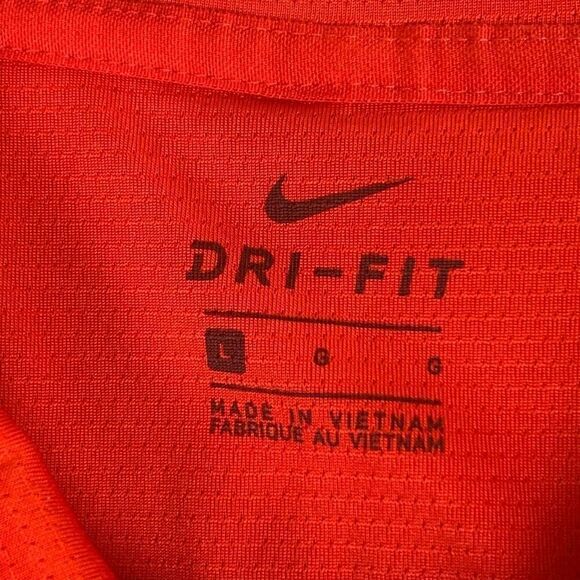 DRI-FIT
L G G
MADE IN VIETNAM
FABRIQUE AU VIETNAM